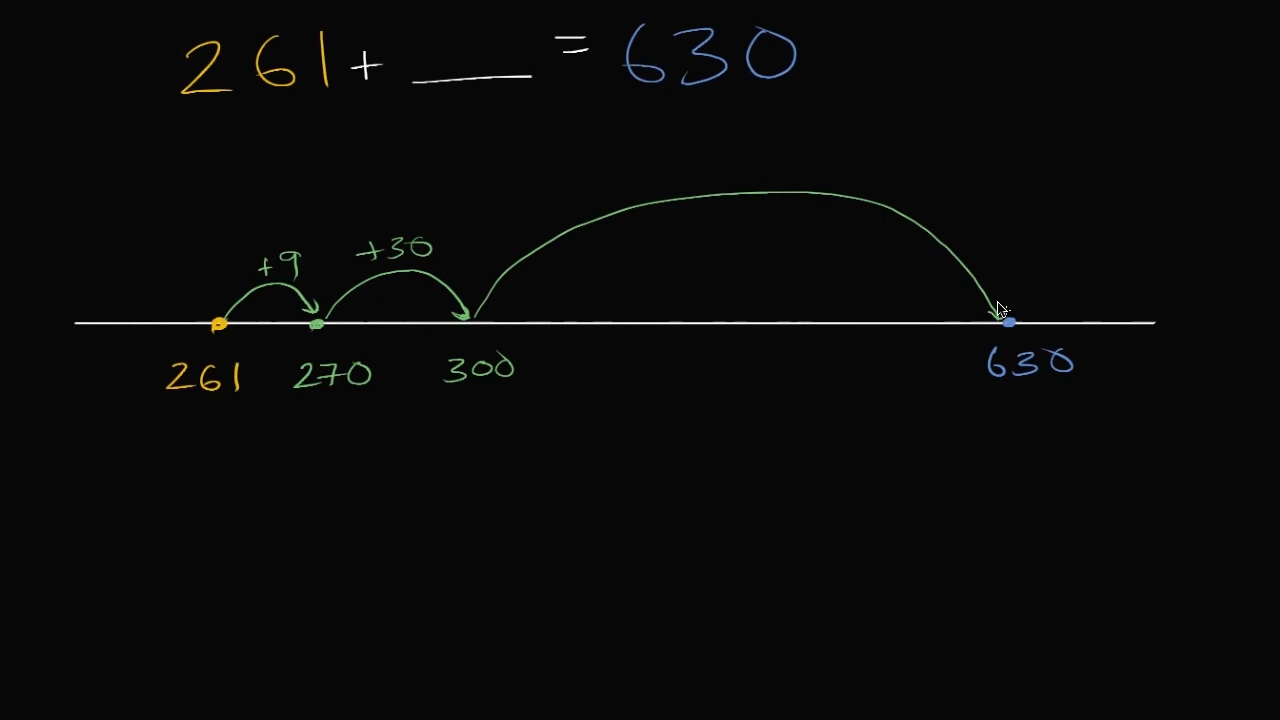 261 + ___ = 630
+9 +30
261 270 300 630